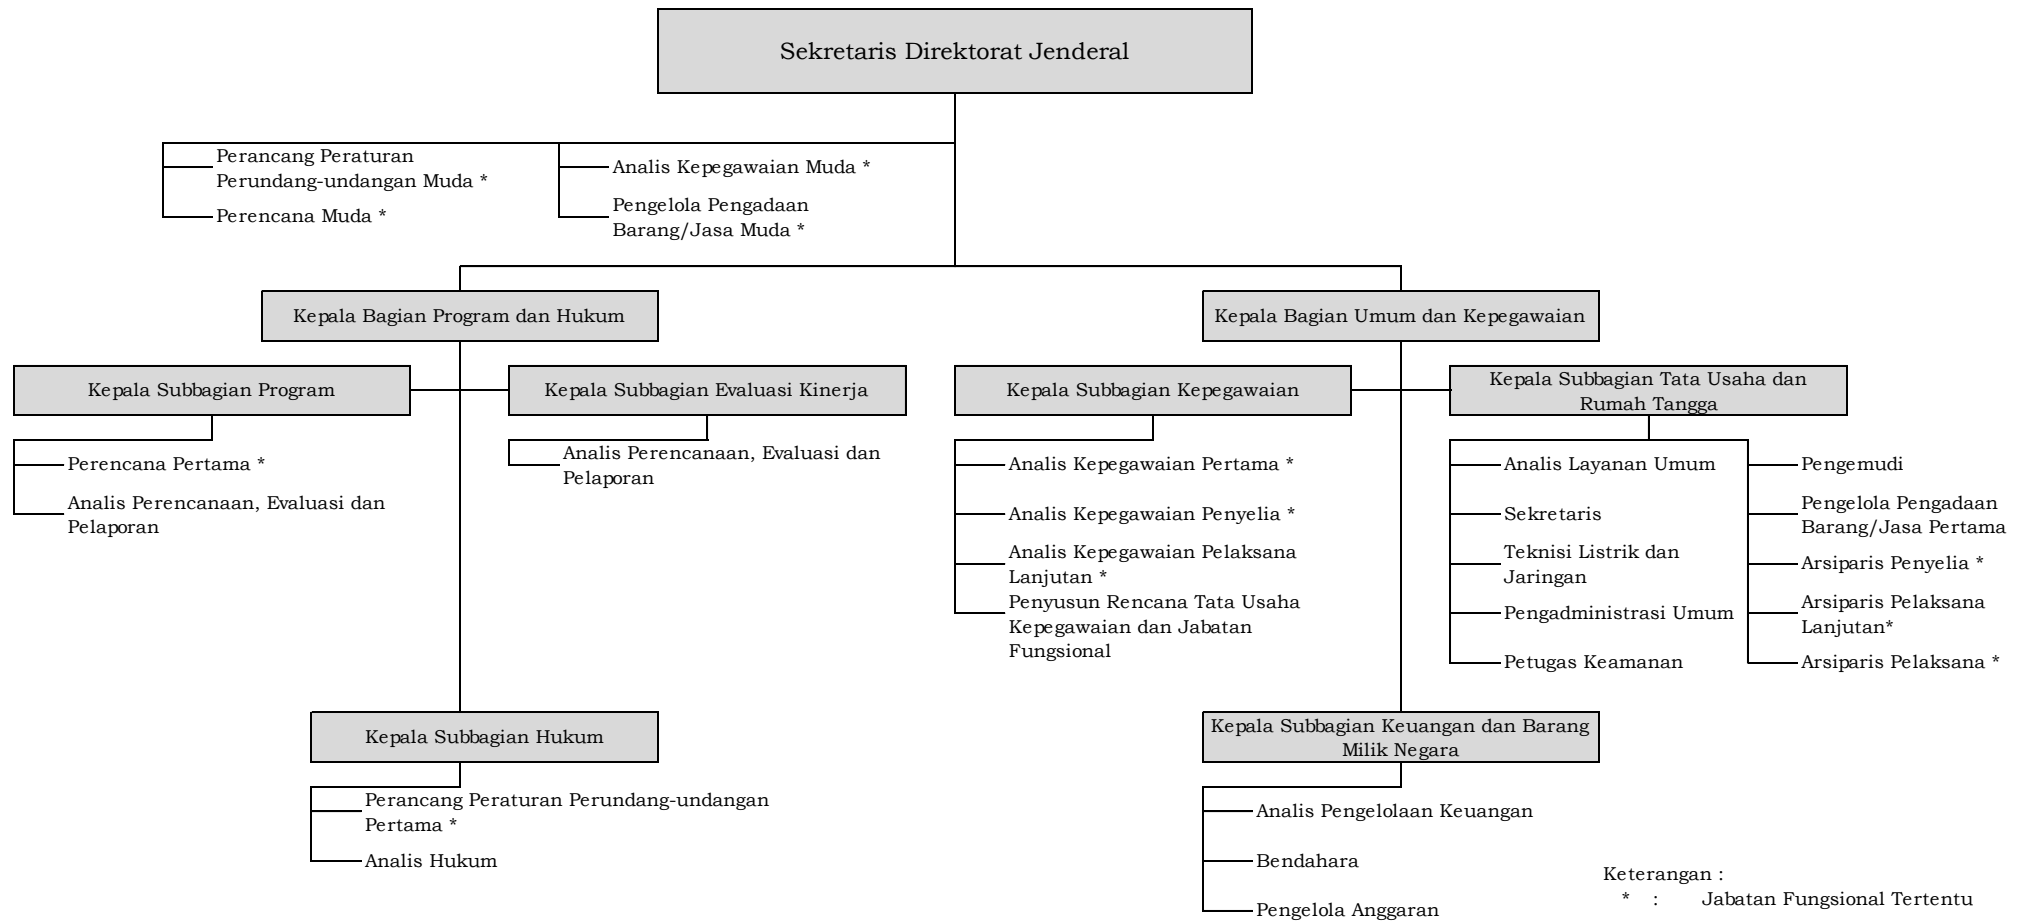 Sekretaris Direktorat Jenderal
Perancang Peraturan
Perundang-undangan Muda *
Perencana Muda *
Analis Kepegawaian Muda *
Pengelola Pengadaan
Barang/Jasa Muda *
Kepala Bagian Program dan Hukum
Kepala Bagian Umum dan Kepegawaian
Kepala Subbagian Program
Kepala Subbagian Evaluasi Kinerja
Kepala Subbagian Kepegawaian
Kepala Subbagian Tata Usaha dan
Rumah Tangga
Perencana Pertama *
Analis Perencanaan, Evaluasi dan
Pelaporan
Analis Perencanaan, Evaluasi dan
Pelaporan
Analis Kepegawaian Pertama *
Analis Kepegawaian Penyelia *
Analis Kepegawaian Pelaksana
Lanjutan *
Penyusun Rencana Tata Usaha
Kepegawaian dan Jabatan
Fungsional
Analis Layanan Umum
Sekretaris
Teknisi Listrik dan
Jaringan
Pengadministrasi Umum
Petugas Keamanan
Pengemudi
Pengelola Pengadaan
Barang/Jasa Pertama
Arsiparis Penyelia *
Arsiparis Pelaksana
Lanjutan*
Arsiparis Pelaksana *
Kepala Subbagian Hukum
Perancang Peraturan Perundang-undangan
Pertama *
Analis Hukum
Kepala Subbagian Keuangan dan Barang
Milik Negara
Analis Pengelolaan Keuangan
Bendahara
Pengelola Anggaran
Keterangan :
* : Jabatan Fungsional Tertentu